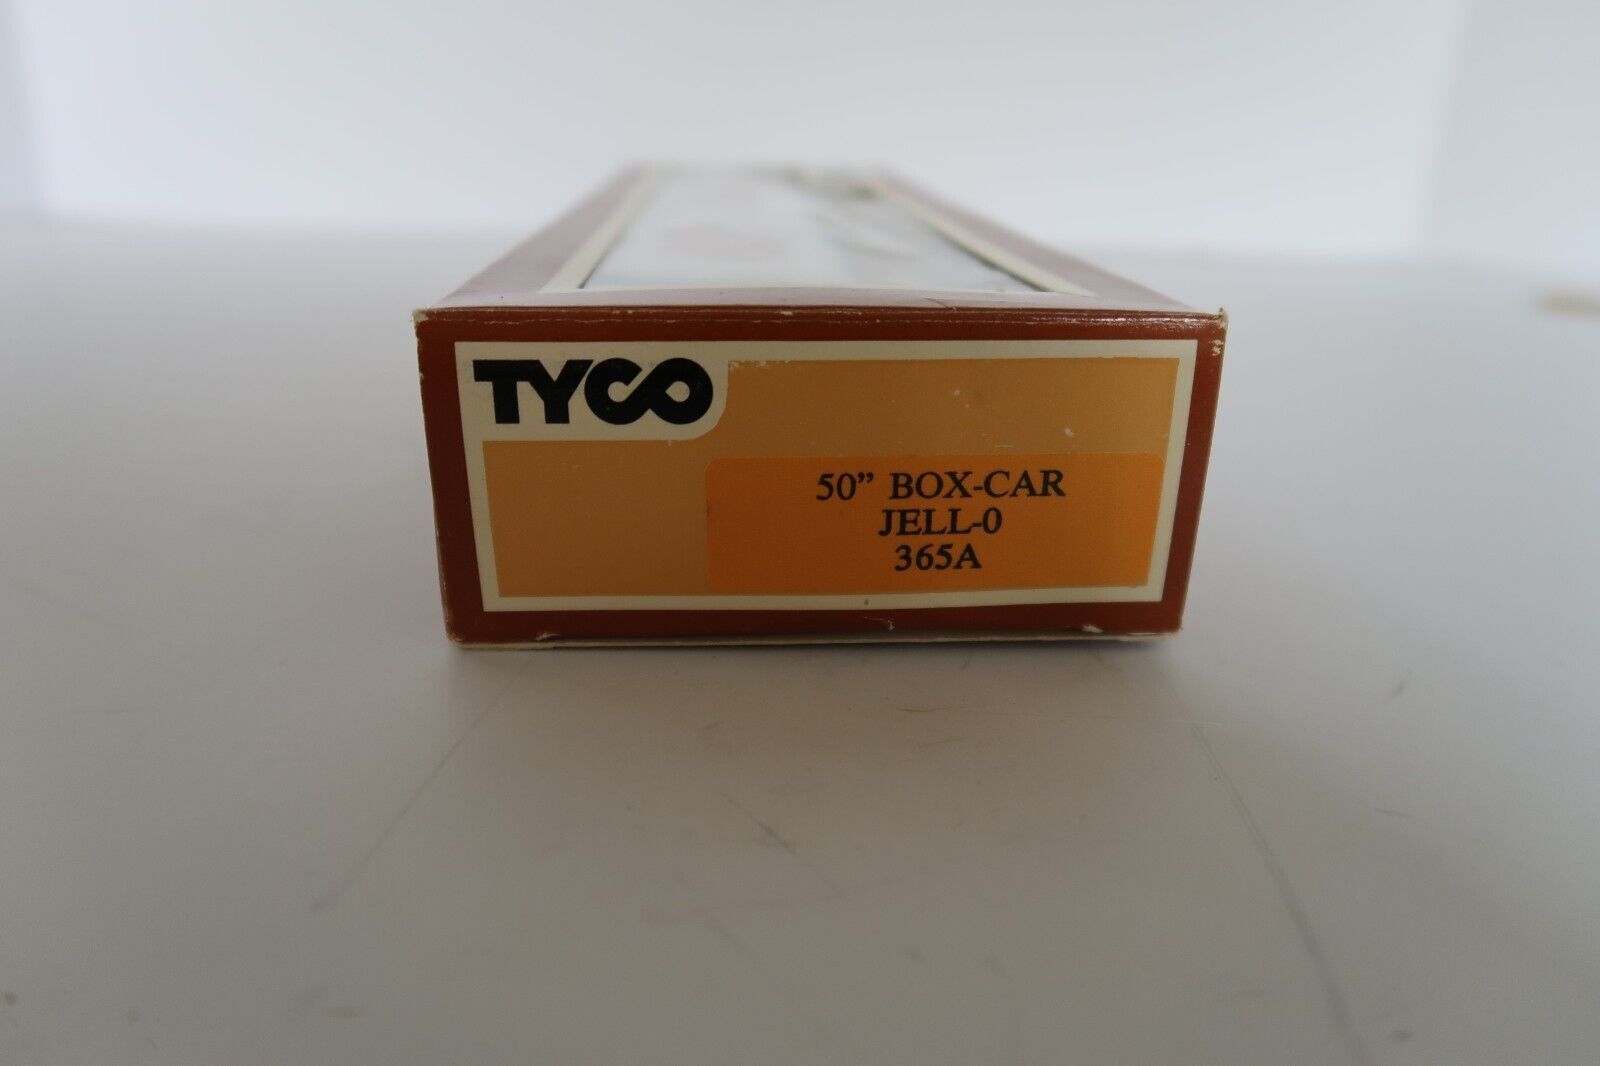 TYCO
50” BOX-CAR
JELL-0
365A